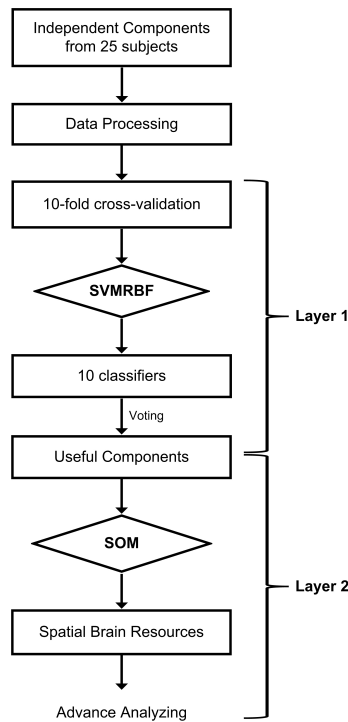 Independent Components
from 25 subjects
Data Processing
10-fold cross-validation
SVMRBF
Layer 1
10 classifiers
Voting
Useful Components
SOM
Layer 2
Spatial Brain Resources
Advance Analyzing